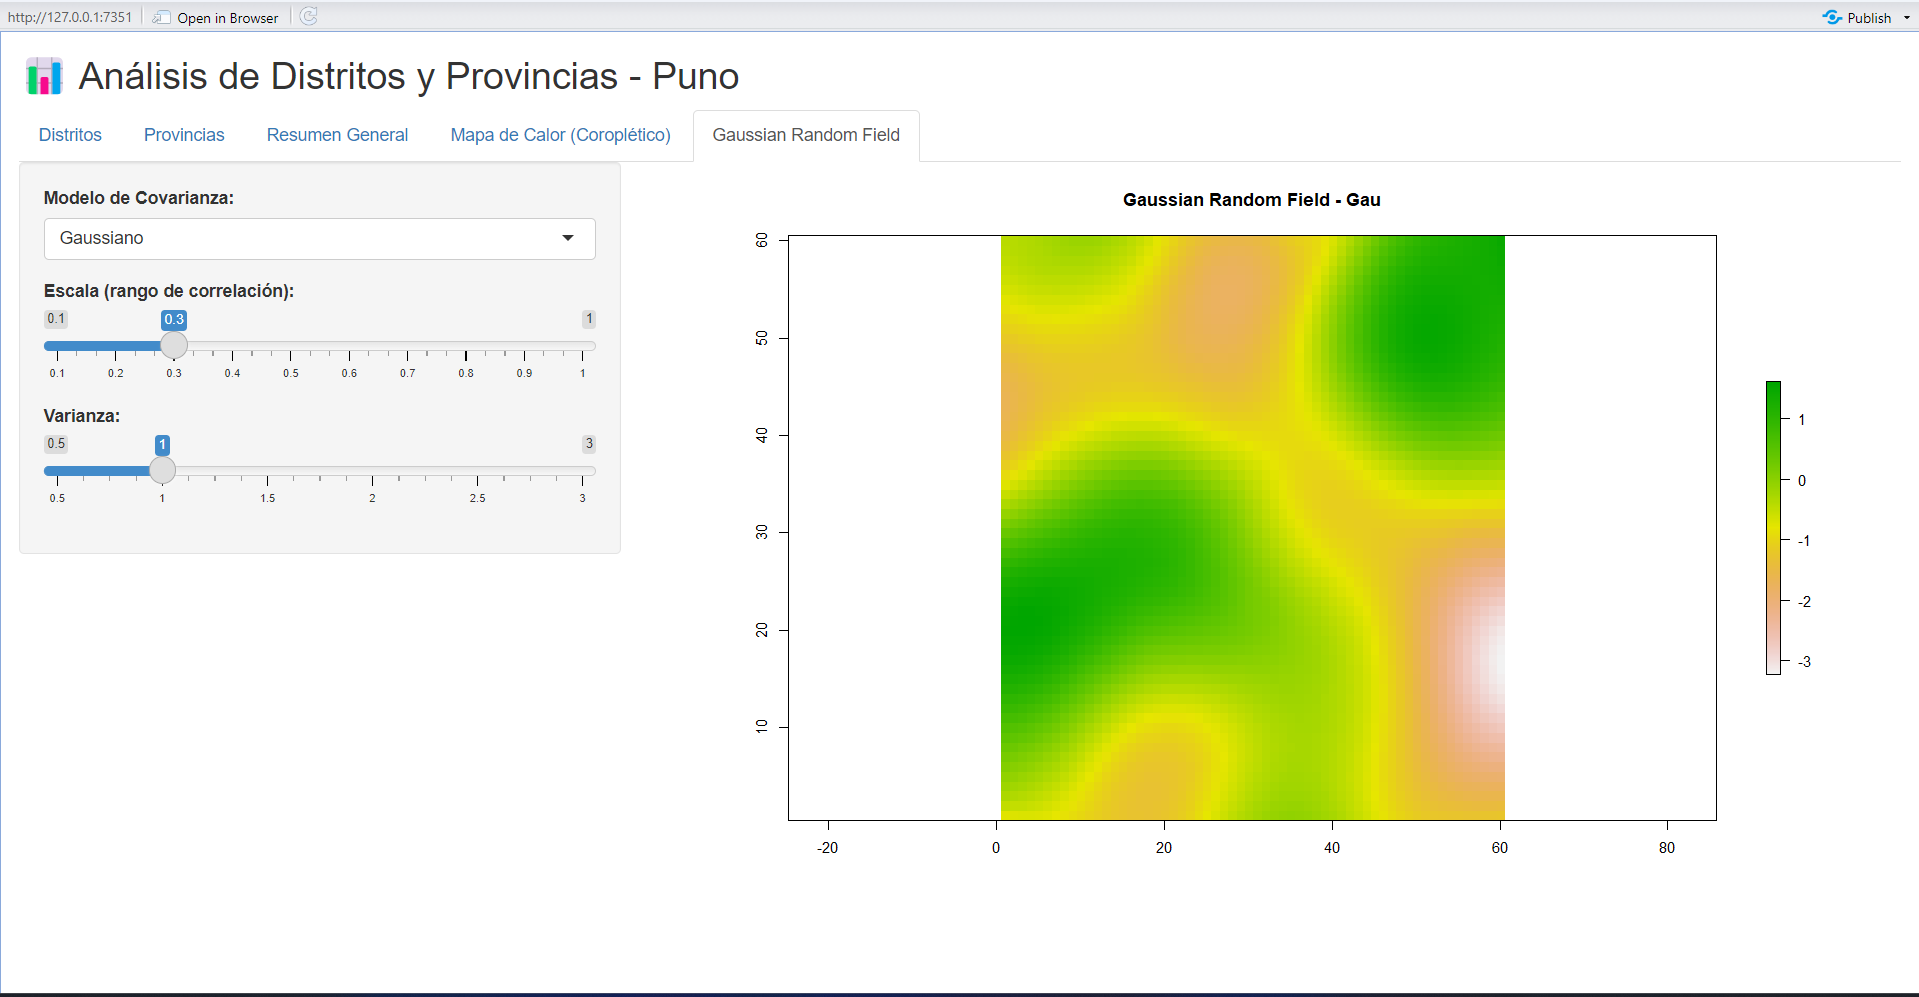 http://127.0.0.1:7351 Open in Browser Publish
Análisis de Distritos y Provincias - Puno
Distritos Provincias Resumen General Mapa de Calor (Coroplético) Gaussian Random Field
Modelo de Covarianza:
Gaussiano
Escala (rango de correlación):
0.1 0.3 1
0.1 0.2 0.3 0.4 0.5 0.6 0.7 0.8 0.9 1
Varianza:
0.5 1 3
0.5 1 1.5 2 2.5 3
Gaussian Random Field - Gau
60
50
40
30
20
10
-20 0 20 40 60 80
1
0
-1
-2
-3